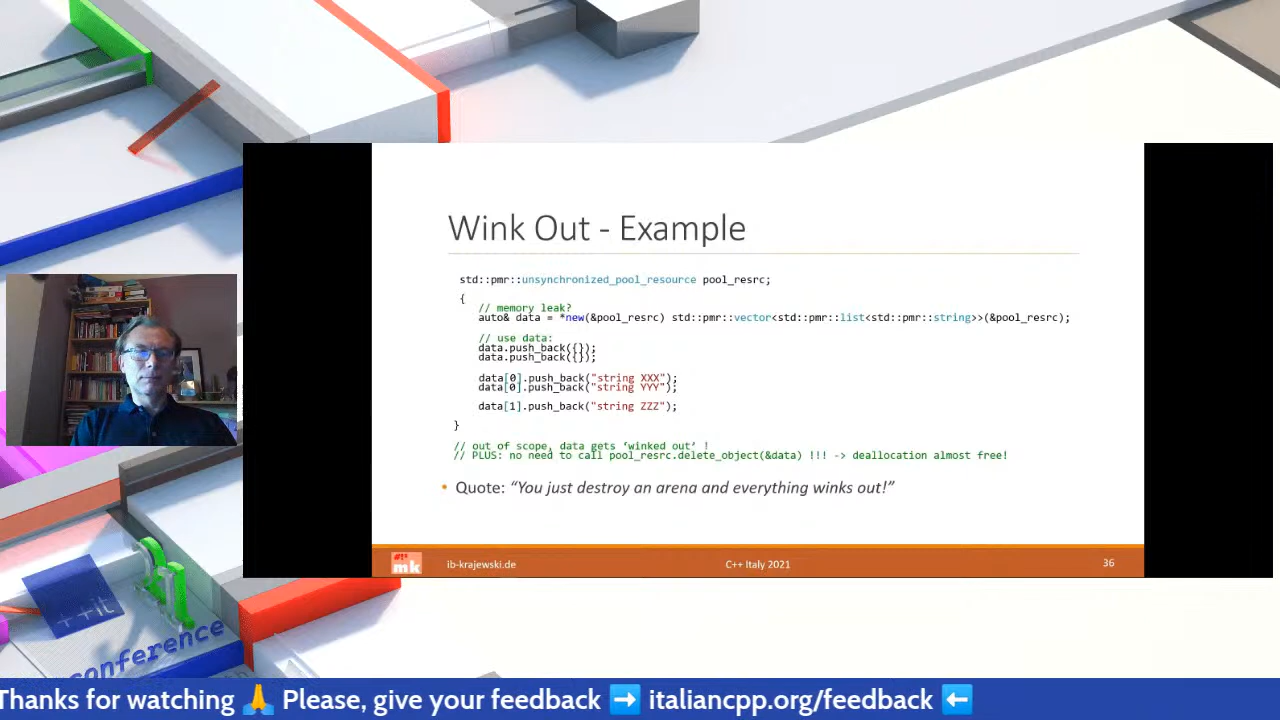 Wink Out - Example
std::pmr::unsynchronized_pool_resource pool_resrc;
{
// memory leak?
auto& data = *new(&pool_resrc) std::pmr::vector<std::pmr::list<std::pmr::string>>(&pool_resrc);
// use data:
data.push_back({});
data.push_back({});
data[0].push_back("string XXX");
data[0].push_back("string YYY");
data[1].push_back("string ZZZ");
}
// out of scope, data gets ‘winked out’ !
// PLUS: no need to call pool_resrc.delete_object(&data) !!! -> deallocation almost free!
• Quote: “You just destroy an arena and everything winks out!”
mk
ib-krajewski.de
C++ Italy 2021
36
++it
conference
Thanks for watching 🙏 Please, give your feedback ➡ italiancpp.org/feedback ⬅